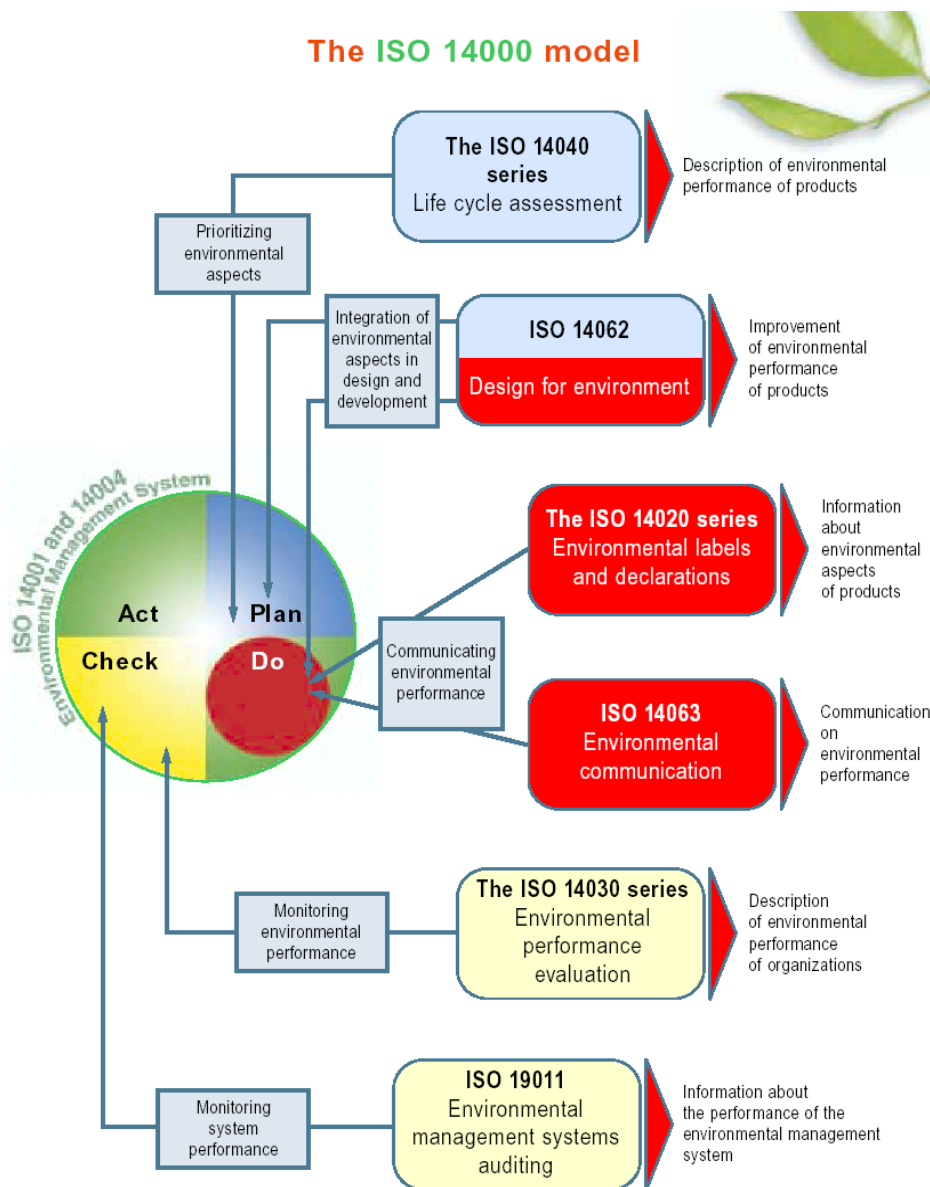 The ISO 14000 model
The ISO 14040
series
Life cycle assessment
Description of environmental
performance of products
Prioritizing
environmental
aspects
Integration of
environmental
aspects in
design and
development
ISO 14062
Design for environment
Improvement
of environmental
performance
of products
ISO 14001 and 14004
Environmental Management System
Act
Plan
Check
Do
The ISO 14020 series
Environmental labels
and declarations
Information
about
environmental
aspects
of products
Communicating
environmental
performance
ISO 14063
Environmental
communication
Communication
on
environmental
performance
Monitoring
environmental
performance
The ISO 14030 series
Environmental
performance
evaluation
Description
of environmental
performance
of organizations
Monitoring
system
performance
ISO 19011
Environmental
management systems
auditing
Information about
the performance of the
environmental management
system